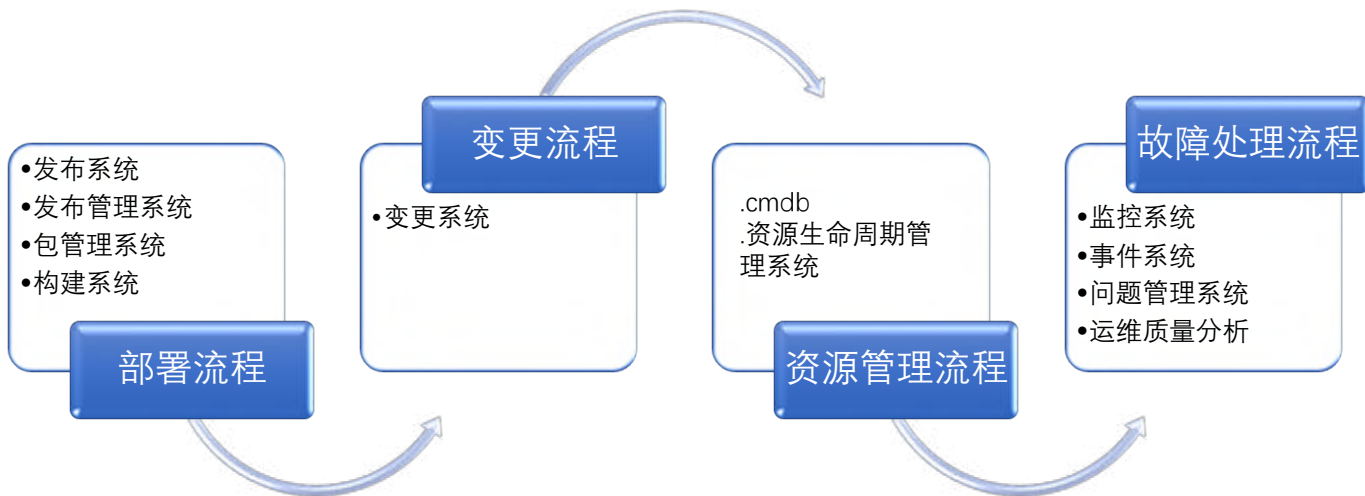 •发布系统
•发布管理系统
•包管理系统
•构建系统
部署流程
变更流程
•变更系统
.cmdb
.资源生命周期管
理系统
资源管理流程
故障处理流程
•监控系统
•事件系统
•问题管理系统
•运维质量分析